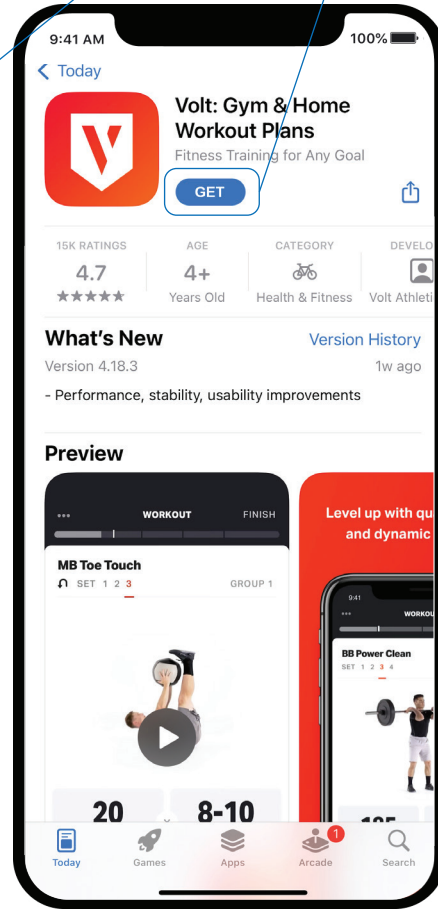 9:41 AM
100%
Today
Volt: Gym & Home
Workout Plans
Fitness Training for Any Goal
GET
15K RATINGS
AGE
CATEGORY
DEVELO
4.7
4+
Years Old
Health & Fitness
Volt Athleti
What's New
Version History
Version 4.18.3
1w ago
- Performance, stability, usability improvements
Preview
WORKOUT
FINISH
MB Toe Touch
SET 1 2 3
GROUP 1
20
×
8-10
Level up with qu
and dynamic
9:41
WORKOU
BB Power Clean
SET 1 2 3 4
Today
Games
Apps
Arcade
1
Search